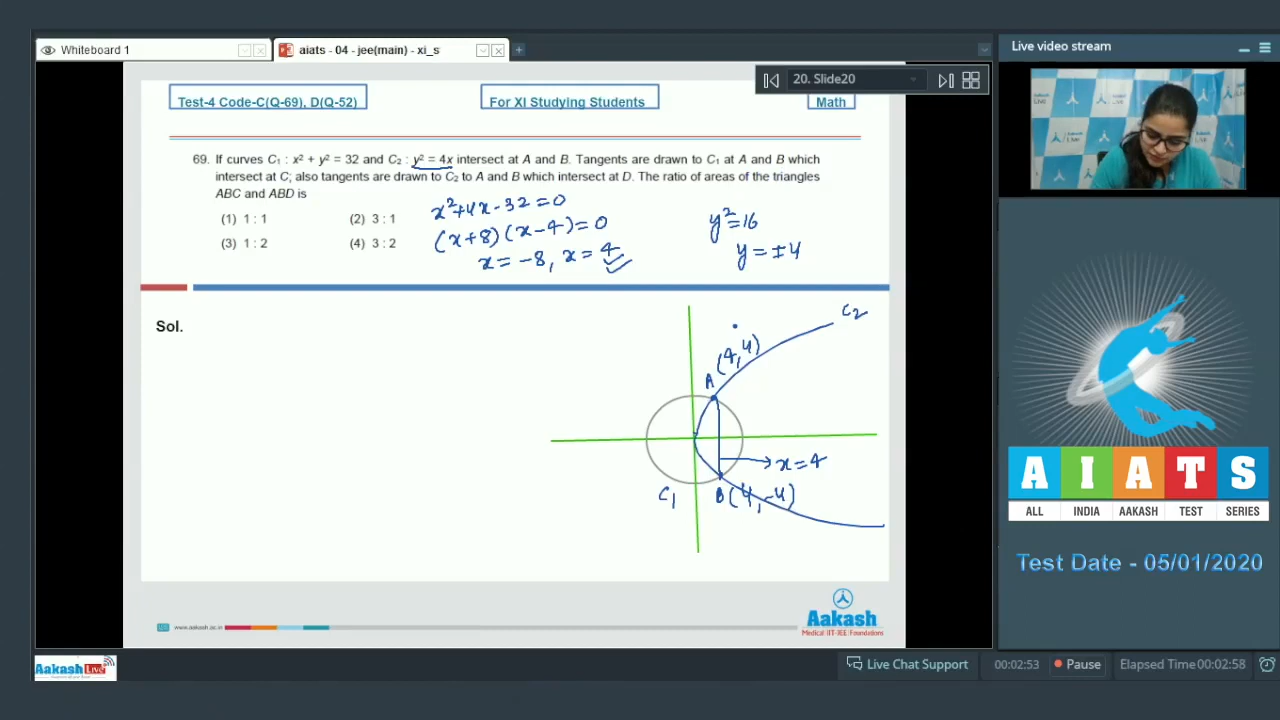 Whiteboard 1
aiats - 04 - jee(main) - xi_s
Live video stream
20. Slide20
Test-4 Code-C(Q-69), D(Q-52)
For XI Studying Students
Math
69. If curves C₁ : x² + y² = 32 and C₂ : y² = 4x intersect at A and B. Tangents are drawn to C₁ at A and B which
intersect at C; also tangents are drawn to C₂ to A and B which intersect at D. The ratio of areas of the triangles
ABC and ABD is
(1) 1 : 1 (2) 3 : 1
(3) 1 : 2 (4) 3 : 2
x²+4x-32=0
(x+8)(x-4)=0
x=-8, x=4
y²=16
y=±4
Sol.
C₂
(4,4)
A
x=4
C₁
B(4,-4)
www.aakash.ac.in
Aakash
Medical|IIT-JEE|Foundations
A I A T S
ALL INDIA AAKASH TEST SERIES
Test Date - 05/01/2020
Aakash Live
Live Chat Support
00:02:53
Pause
Elapsed Time 00:02:58